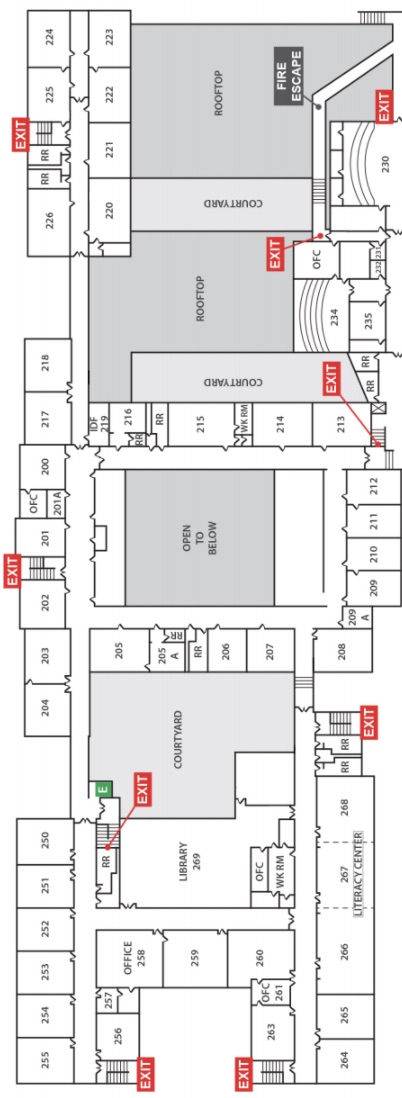 224
223
225
222
EXIT
RR
RR
221
226
220
ROOFTOP
FIRE
ESCAPE
EXIT
230
COURTYARD
EXIT
OFC
231
232
ROOFTOP
234
235
218
217
COURTYARD
RR
RR
EXIT
IDF
219
216
RR
RR
215
WK RM
214
213
200
OFC
201A
201
EXIT
202
OPEN
TO
BELOW
212
211
210
209
209
A
203
204
205
205
A
RR
RR
206
207
208
COURTYARD
EXIT
RR
RR
E
EXIT
RR
LIBRARY
269
OFC
WK RM
268
267
LITERACY CENTER
266
250
251
252
253
254
255
OFFICE
258
259
260
257
256
OFC
261
263
265
264
EXIT
EXIT